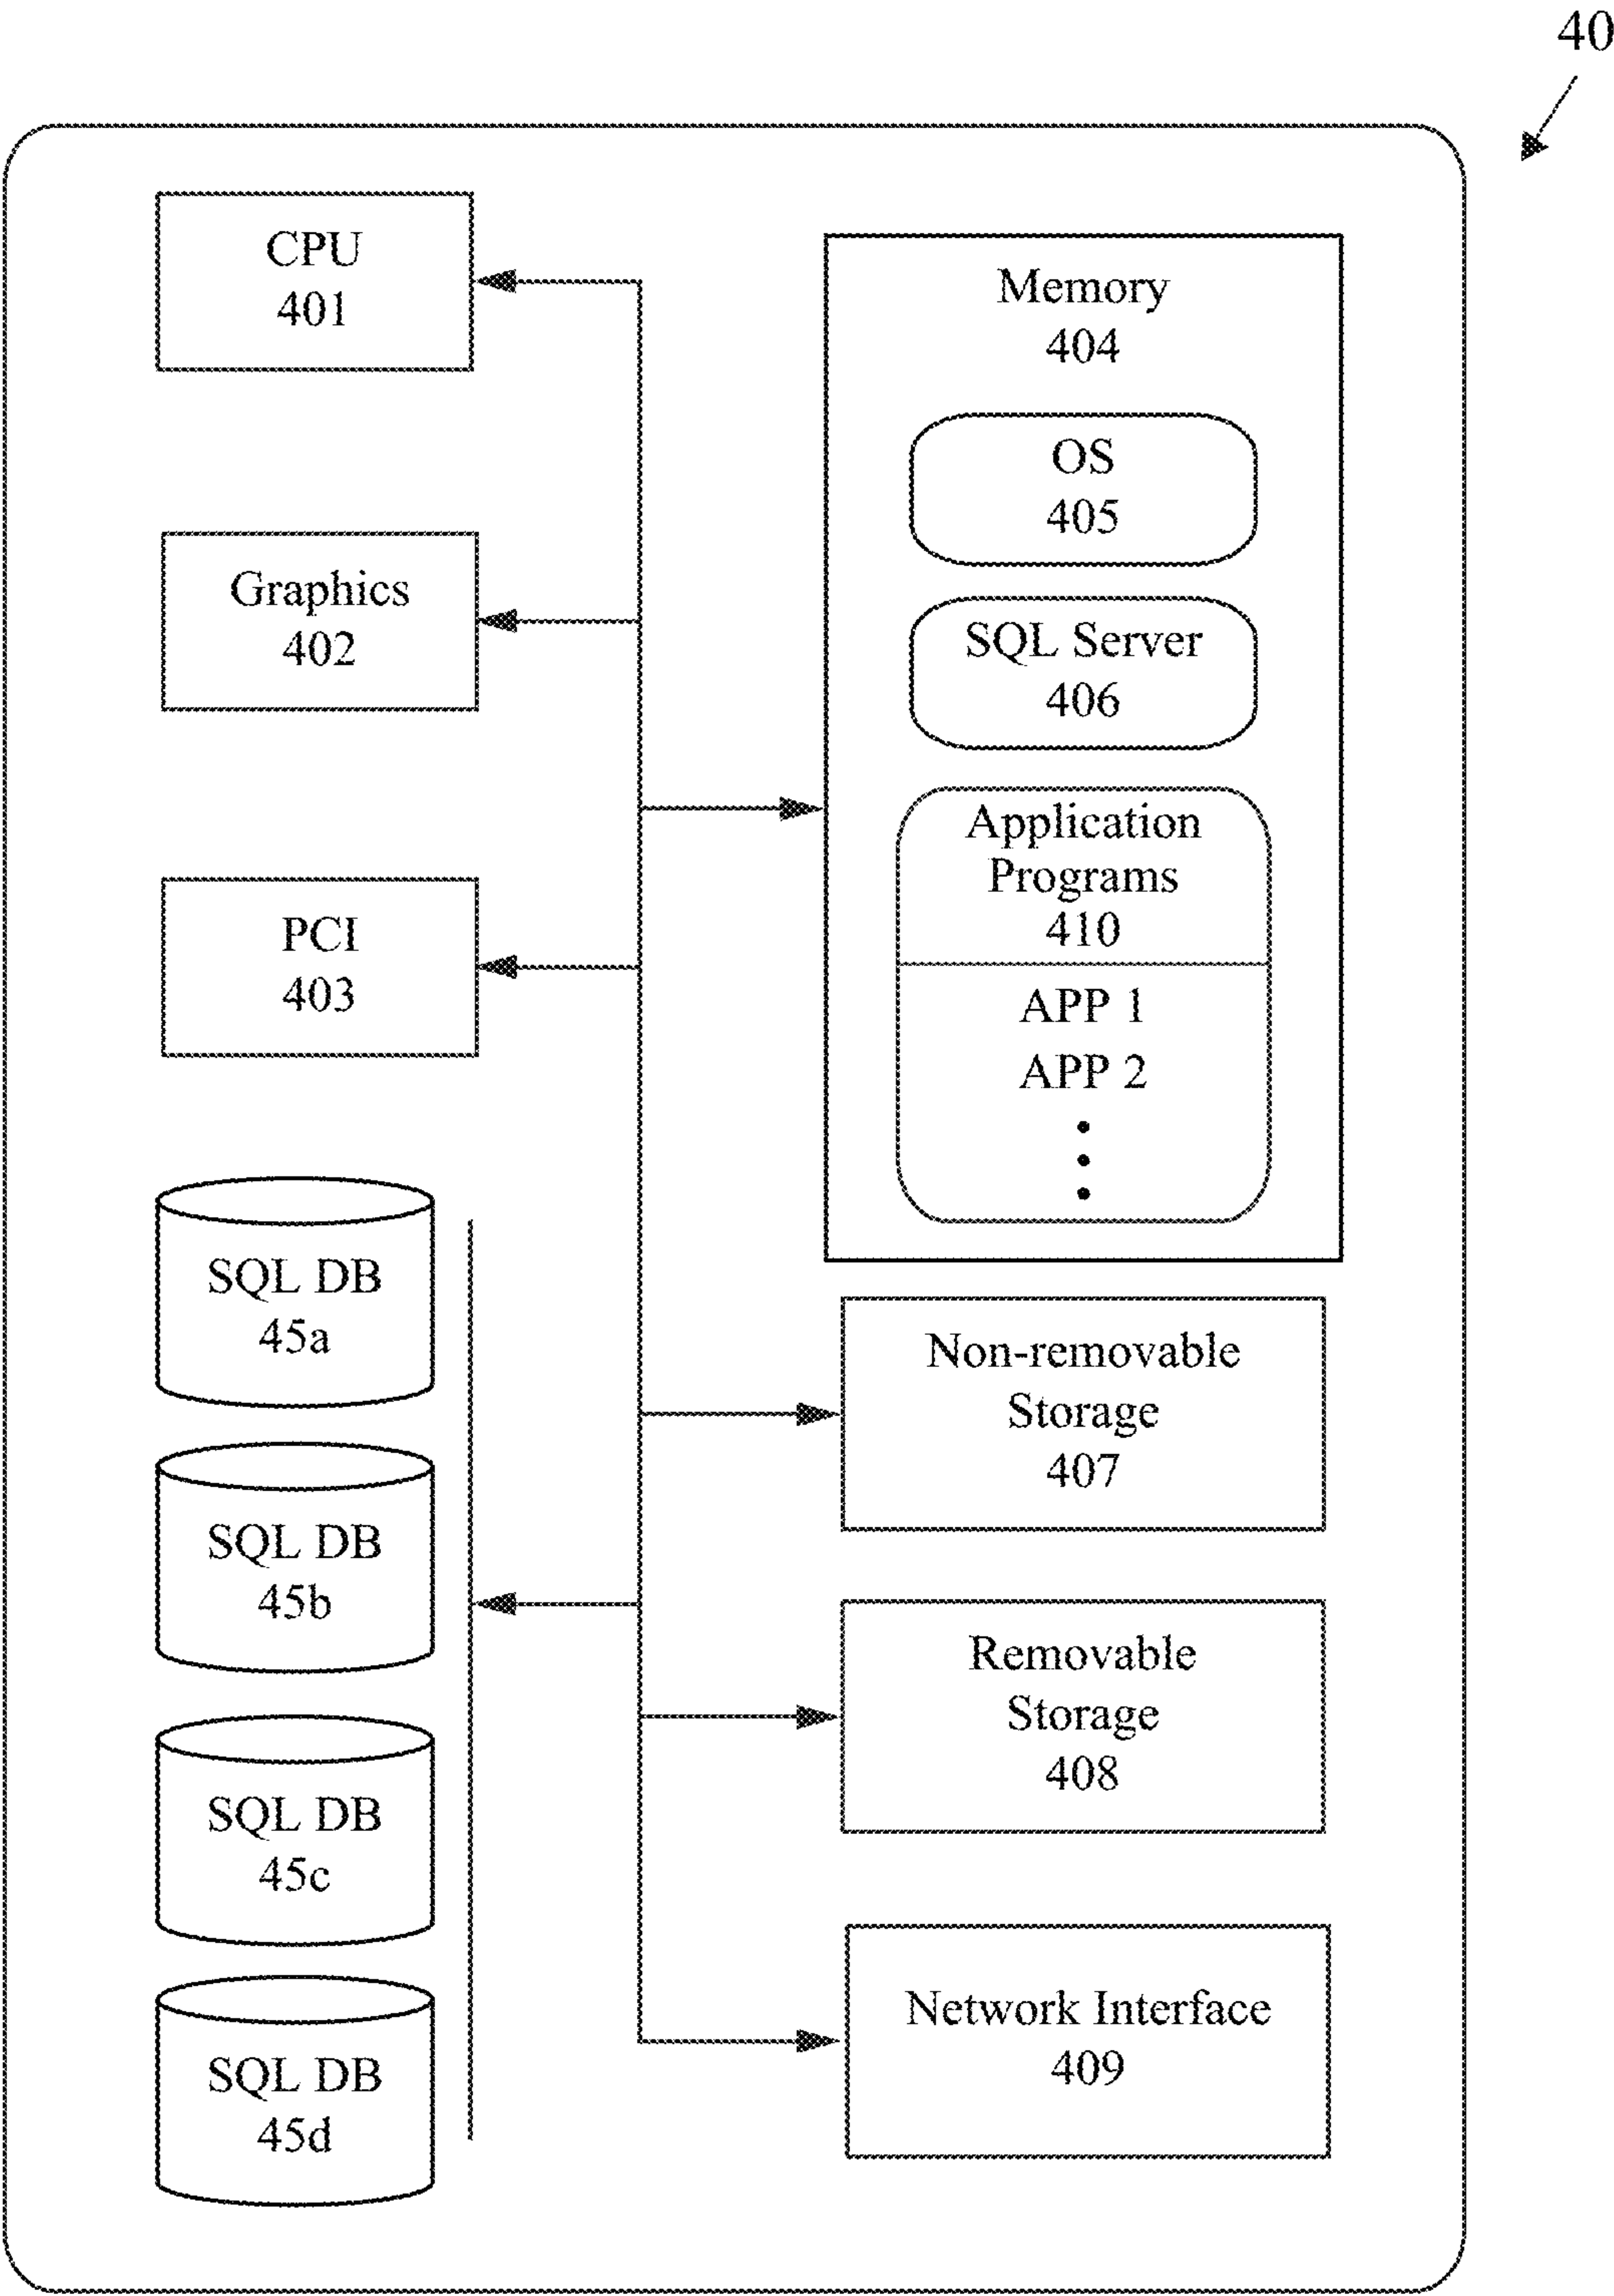 40
CPU
401
Graphics
402
PCI
403
SQL DB
45a
SQL DB
45b
SQL DB
45c
SQL DB
45d
Memory
404
OS
405
SQL Server
406
Application
Programs
410
APP 1
APP 2
Non-removable
Storage
407
Removable
Storage
408
Network Interface
409